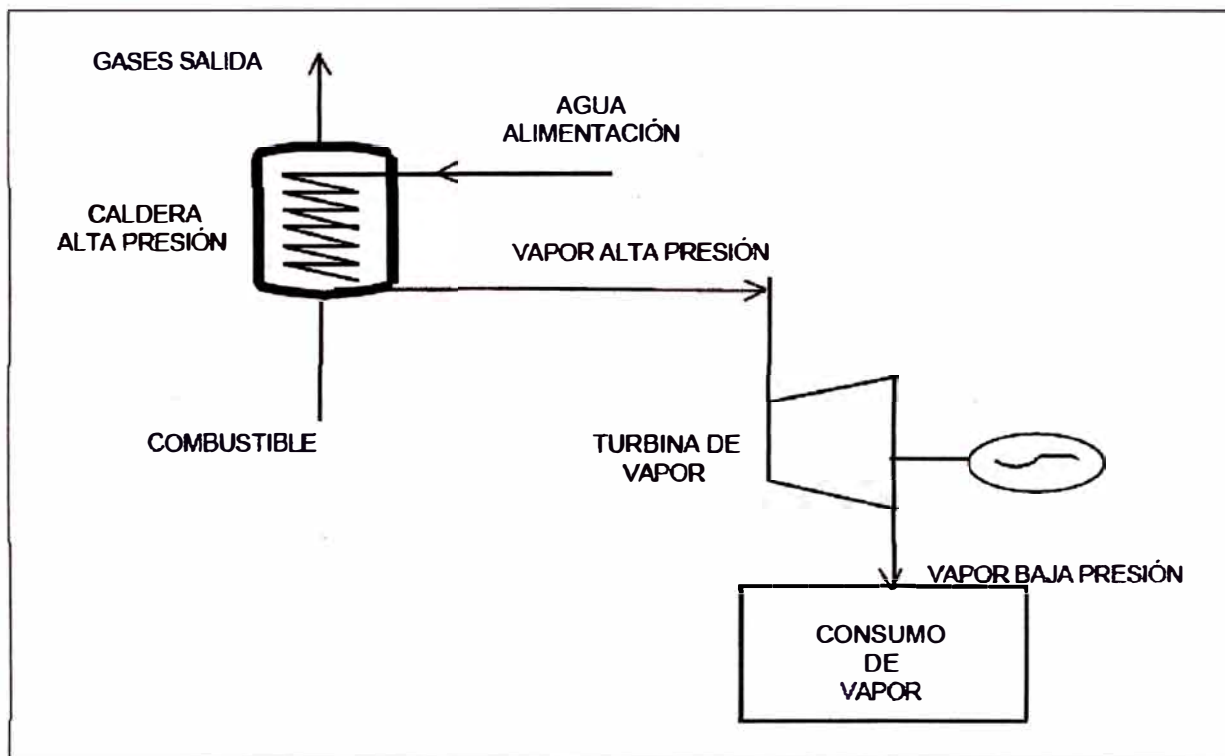 GASES SALIDA
AGUA
ALIMENTACIÓN
CALDERA
ALTA PRESIÓN
VAPOR ALTA PRESIÓN
COMBUSTIBLE
TURBINA DE
VAPOR
VAPOR BAJA PRESIÓN
CONSUMO
DE
VAPOR